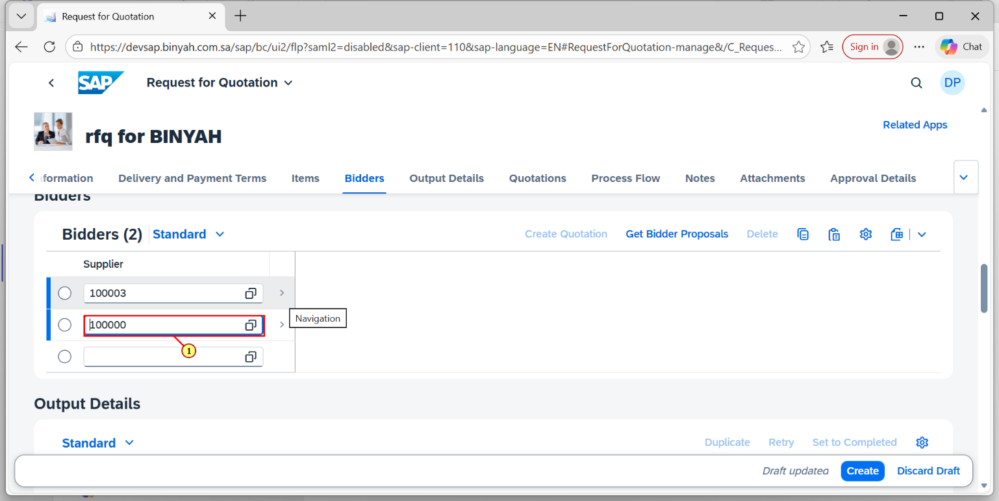 Request for Quotation
https://devsap.binyah.com.sa/sap/bc/ui2/flp?saml2=disabled&sap-client=110&sap-language=EN#RequestForQuotation-manage&/C_Reques...
Sign in
Chat
SAP
Request for Quotation
DP
rfq for BINYAH
Related Apps
formation Delivery and Payment Terms Items Bidders Output Details Quotations Process Flow Notes Attachments Approval Details
Bidders
Bidders (2) Standard Create Quotation Get Bidder Proposals Delete
Supplier
100003
100000
Navigation
1
Output Details
Standard Duplicate Retry Set to Completed
Draft updated Create Discard Draft